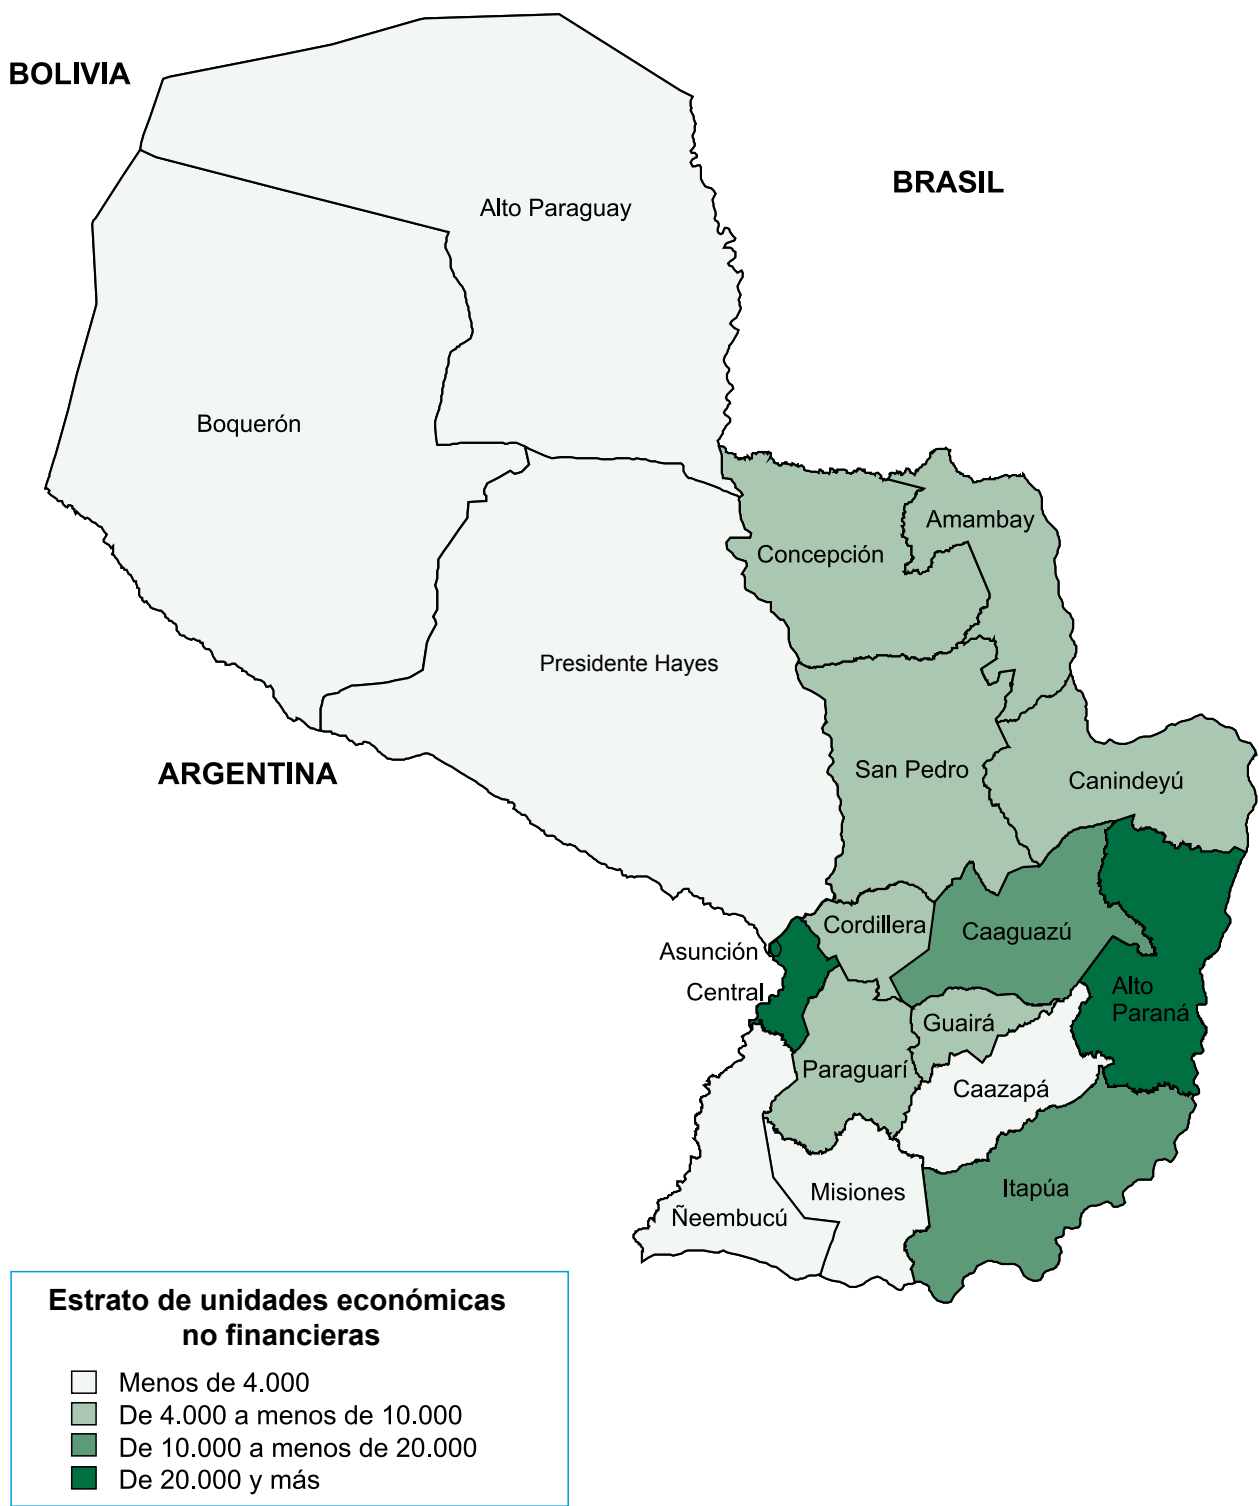 BOLIVIA
BRASIL
Alto Paraguay
Boquerón
Amambay
Concepción
Presidente Hayes
San Pedro
ARGENTINA
Canindeyú
Cordillera
Caaguazú
Asunción
Central
Alto
Paraná
Guairá
Paraguarí
Caazapá
Misiones
Itapúa
Ñeembucú
Estrato de unidades económicas
no financieras
Menos de 4.000
De 4.000 a menos de 10.000
De 10.000 a menos de 20.000
De 20.000 y más